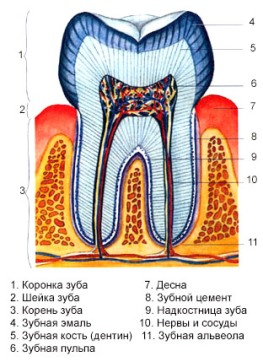 4
5
1
6
2
7
8
9
3
10
11
1. Коронка зуба
2. Шейка зуба
3. Корень зуба
4. Зубная эмаль
5. Зубная кость (дентин)
6. Зубная пульпа
7. Десна
8. Зубной цемент
9. Надкостница зуба
10. Нервы и сосуды
11. Зубная альвеола